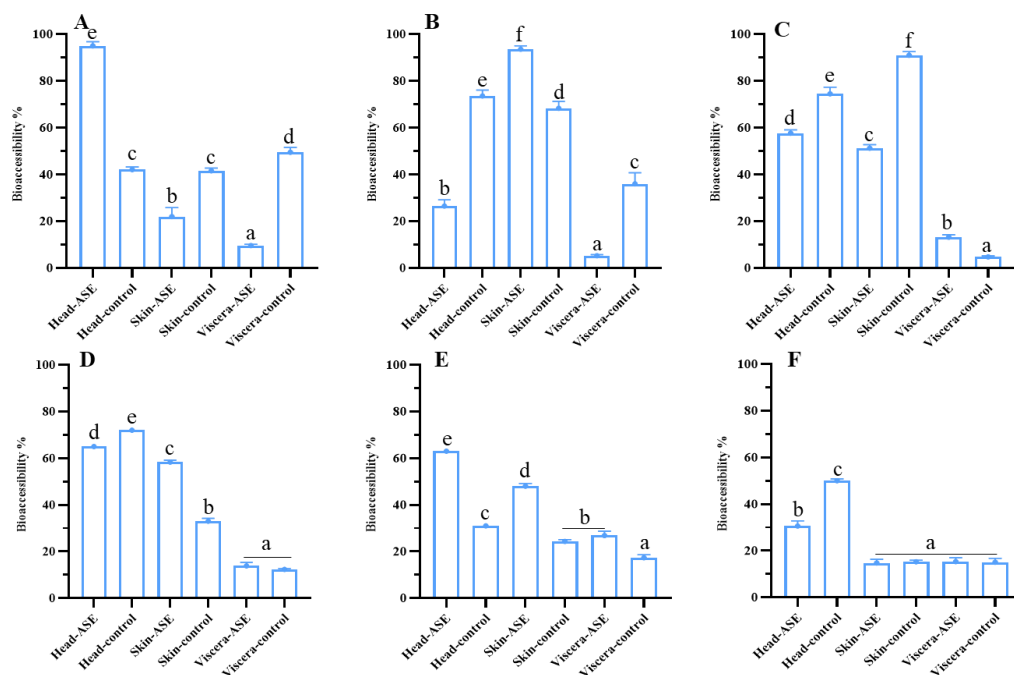 A
Bioaccessibility %
100
80
60
40
20
0
e
c
b
c
a
d
Head-ASE
Head-control
Skin-ASE
Skin-control
Viscera-ASE
Viscera-control
B
Bioaccessibility %
100
80
60
40
20
0
b
e
f
d
a
c
Head-ASE
Head-control
Skin-ASE
Skin-control
Viscera-ASE
Viscera-control
C
Bioaccessibility %
100
80
60
40
20
0
d
e
c
f
b
a
Head-ASE
Head-control
Skin-ASE
Skin-control
Viscera-ASE
Viscera-control
D
Bioaccessibility %
100
80
60
40
20
0
d
e
c
b
a
Head-ASE
Head-control
Skin-ASE
Skin-control
Viscera-ASE
Viscera-control
E
Bioaccessibility %
100
80
60
40
20
0
e
c
d
b
a
Head-ASE
Head-control
Skin-ASE
Skin-control
Viscera-ASE
Viscera-control
F
Bioaccessibility %
100
80
60
40
20
0
b
c
a
Head-ASE
Head-control
Skin-ASE
Skin-control
Viscera-ASE
Viscera-control